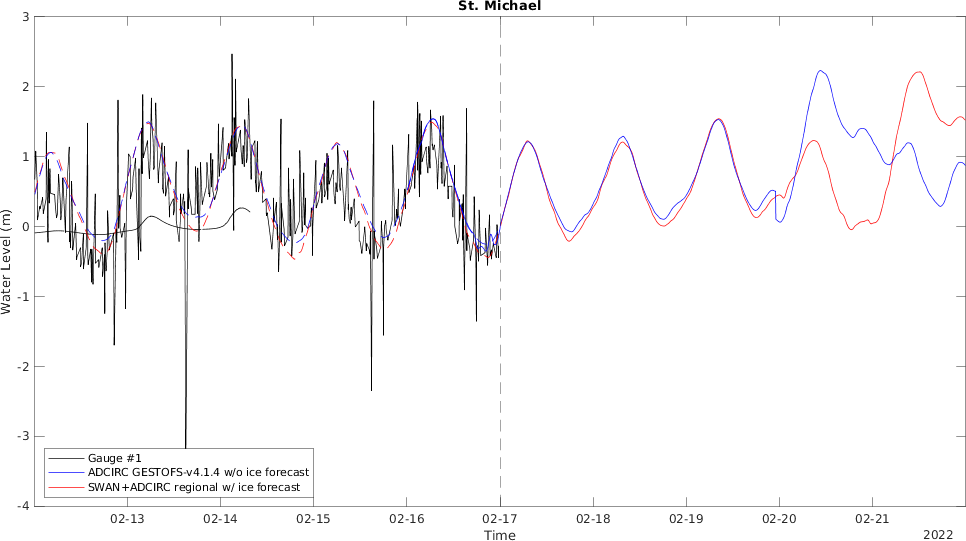 St. Michael
3
2
1
0
-1
-2
-3
-4
Water Level (m)
Gauge #1
ADCIRC GESTOFS-v4.1.4 w/o ice forecast
SWAN+ADCIRC regional w/ ice forecast
02-13 02-14 02-15 02-16 02-17 02-18 02-19 02-20 02-21
Time
2022